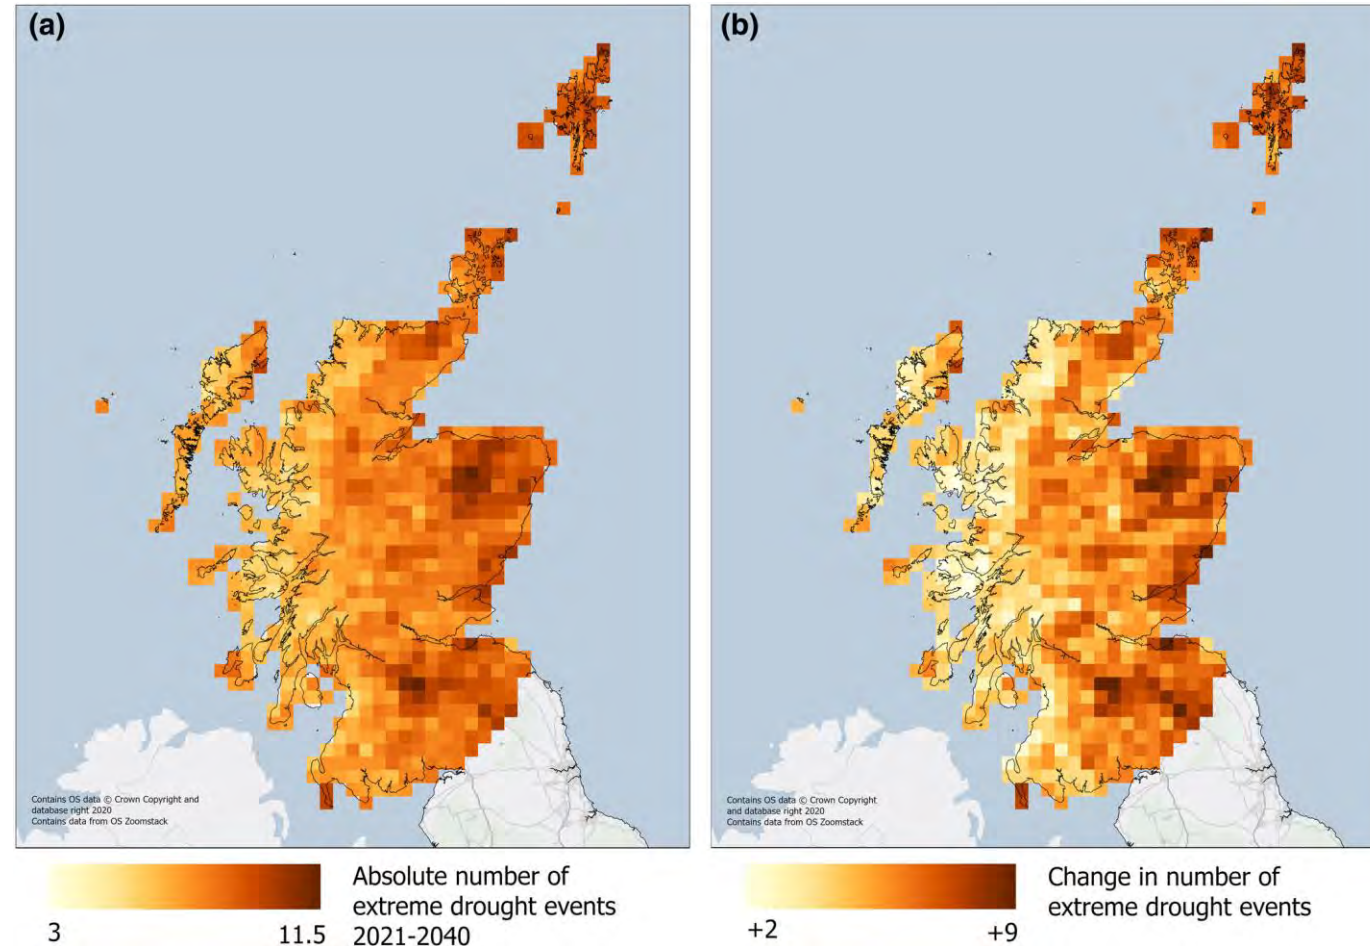 (a)
(b)
Contains OS data © Crown Copyright and
database right 2020
Contains data from OS Zoomstack
Contains OS data © Crown Copyright
and database right 2020
Contains data from OS Zoomstack
3
11.5
Absolute number of
extreme drought events
2021-2040
+2
+9
Change in number of
extreme drought events